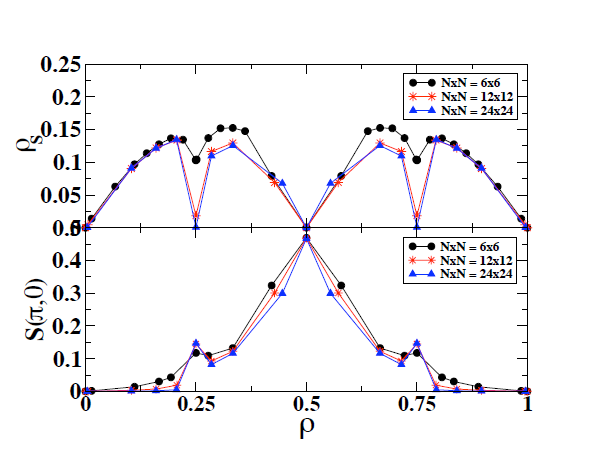 0.25
NxN = 6x6
NxN = 12x12
NxN = 24x24
0.2
0.15
ρs
0.1
0.05
0
NxN = 6x6
NxN = 12x12
NxN = 24x24
0.4
0.3
S(π,0)
0.2
0.1
0
0 0.25 0.5 0.75 1
ρ